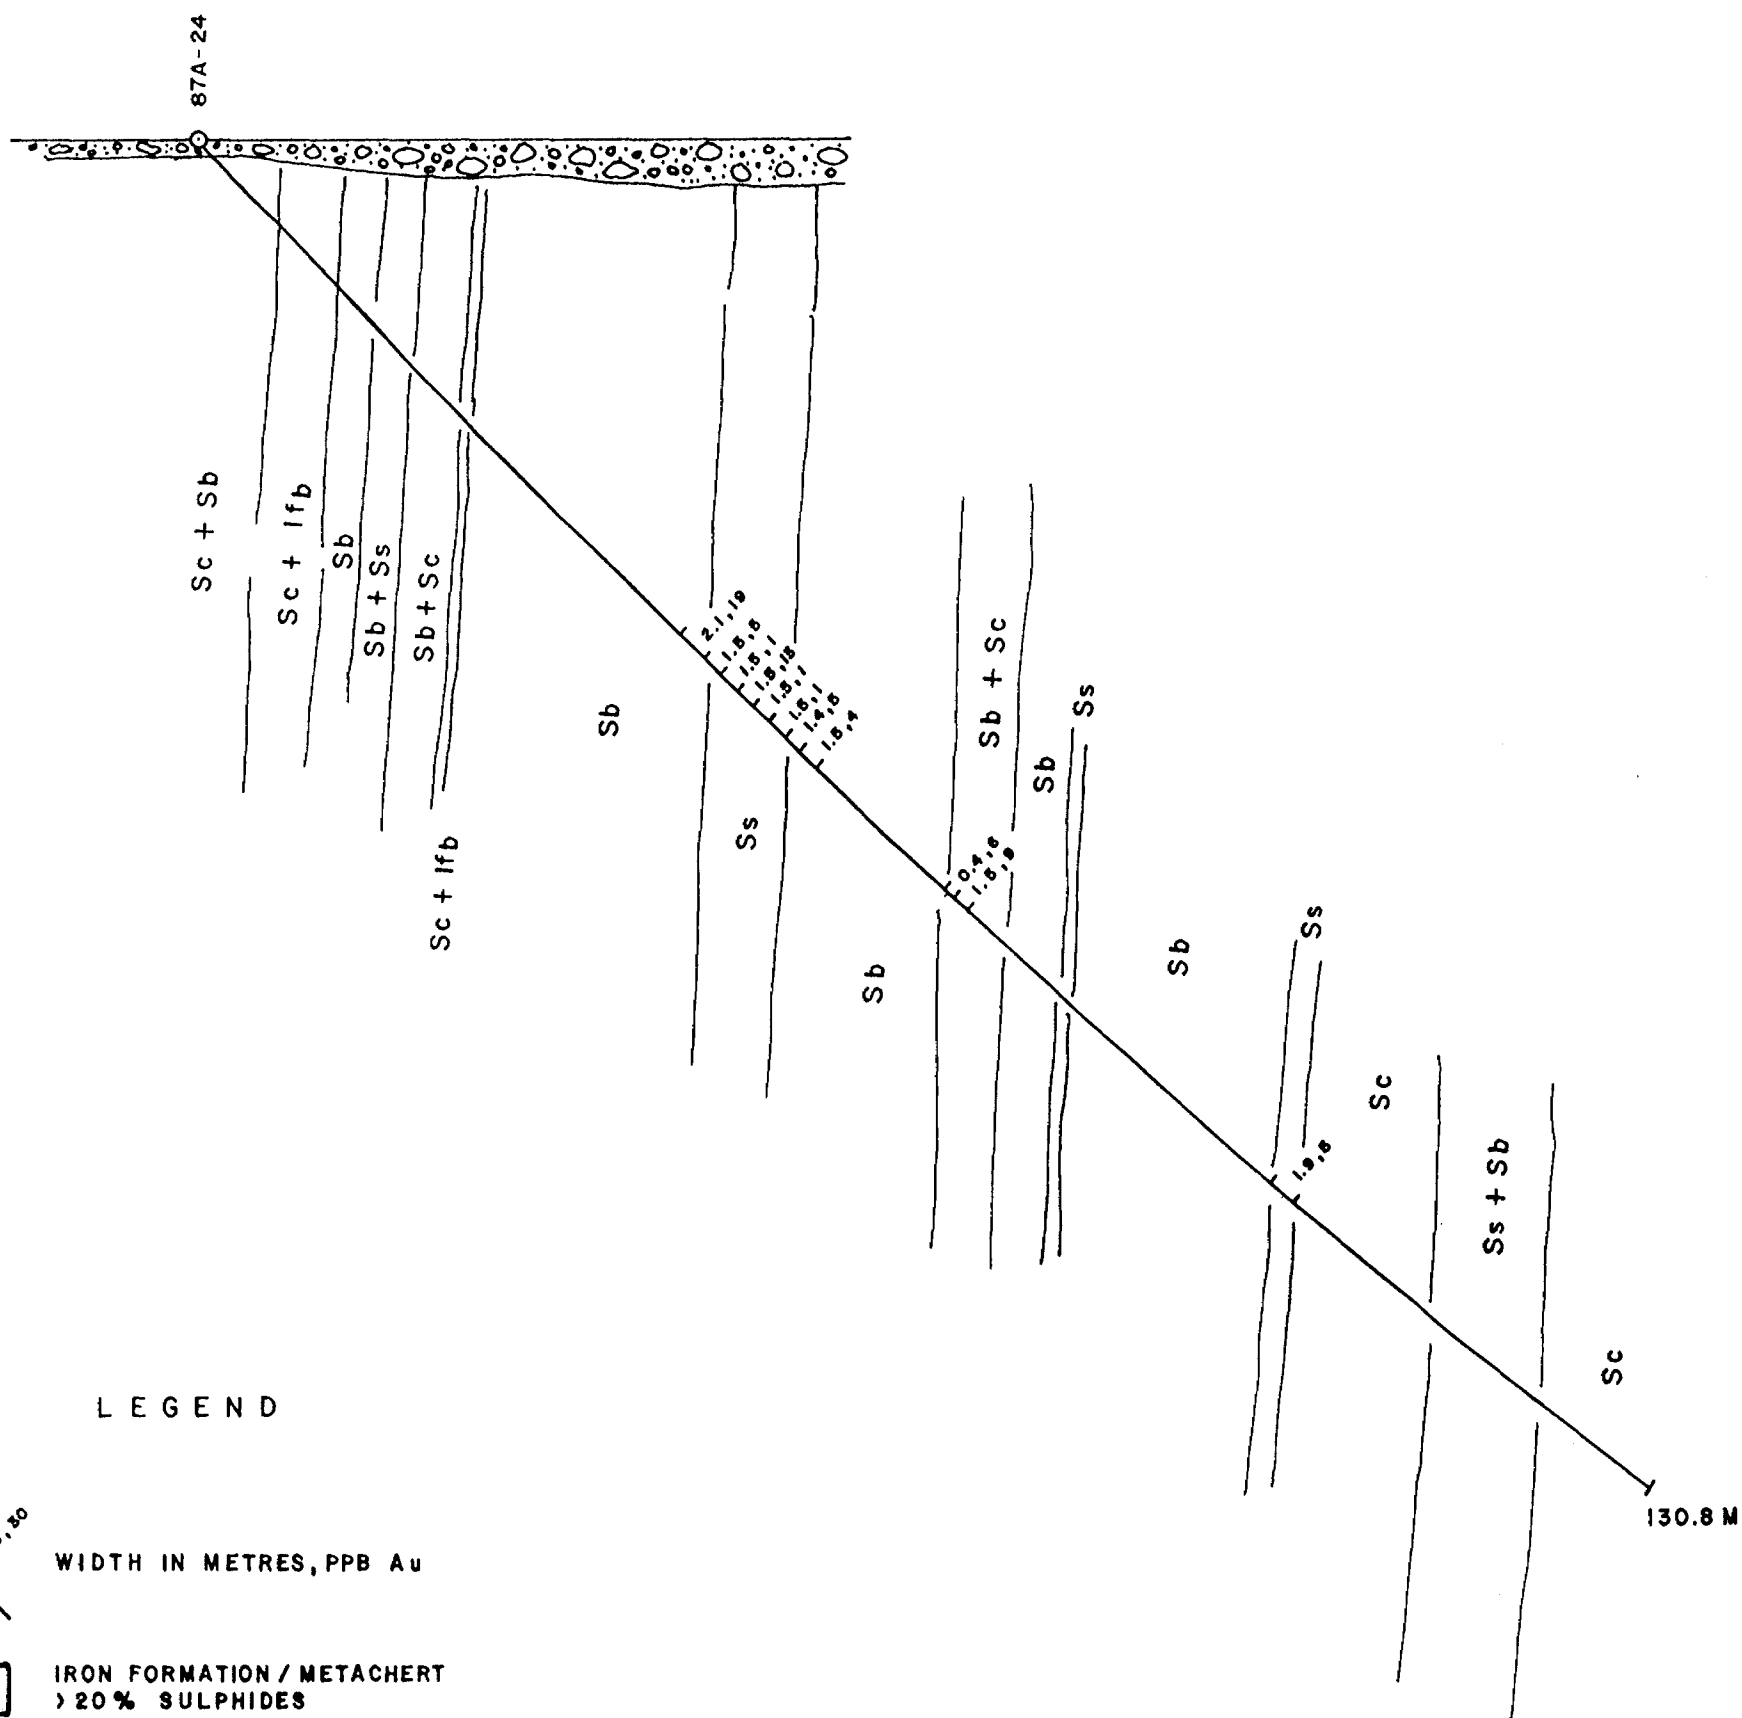 87A-24
Sc + Sb
Sc + Ifb
Sb
Sb + Ss
Sb + Sc
Sc + Ifb
Sb
2.1,19
1.5,5
1.5,1
1.5,13
1.5,1
1.5,1
1.4,5
1.5,4
Ss
Sb
Sb + Sc
0.4,6
1.5,9
Sb
Ss
Sb
Ss
1.9,5
Sc
Ss + Sb
Sc
130.8 M
LEGEND
,30
WIDTH IN METRES, PPB Au
IRON FORMATION / METACHERT
>20% SULPHIDES